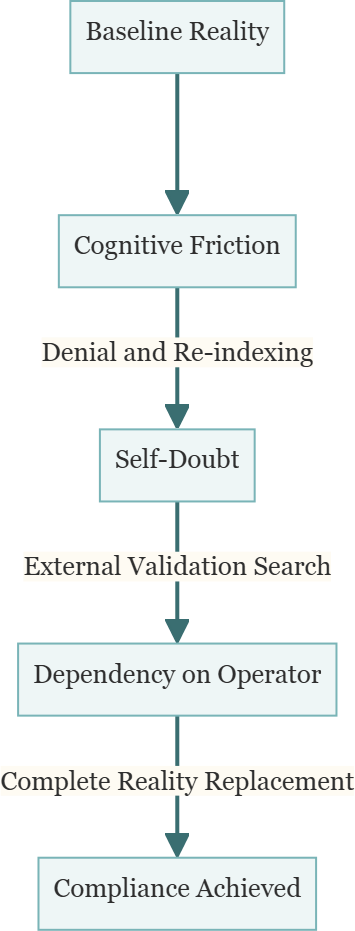 Baseline Reality
Cognitive Friction
Denial and Re-indexing
Self-Doubt
External Validation Search
Dependency on Operator
Complete Reality Replacement
Compliance Achieved